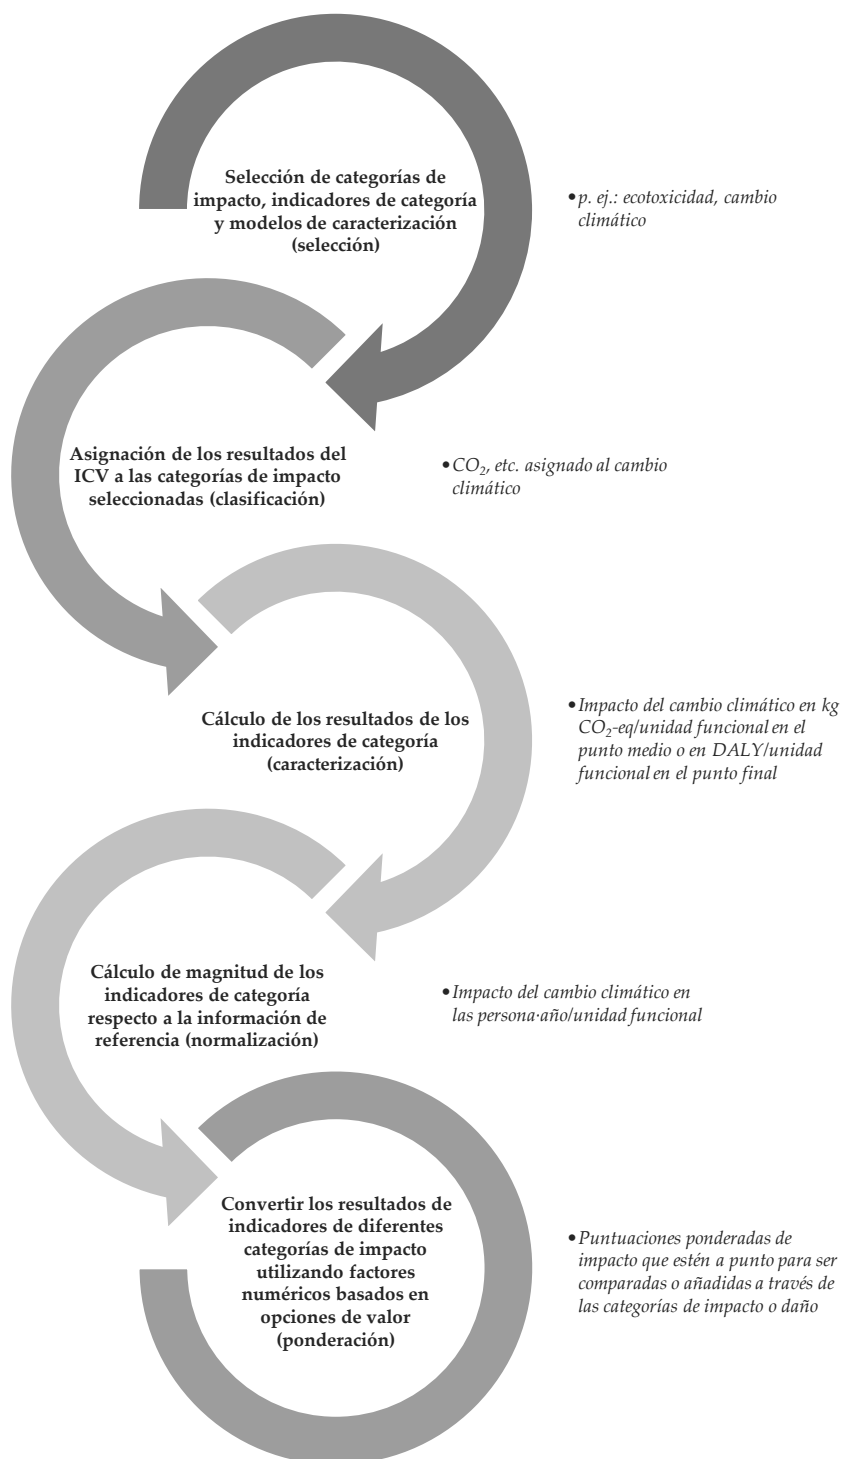 Selección de categorías de
impacto, indicadores de categoría
y modelos de caracterización
(selección)
•p. ej.: ecotoxicidad, cambio
climático
Asignación de los resultados del
ICV a las categorías de impacto
seleccionadas (clasificación)
•CO₂, etc. asignado al cambio
climático
Cálculo de los resultados de los
indicadores de categoría
(caracterización)
•Impacto del cambio climático en kg
CO₂-eq/unidad funcional en el
punto medio o en DALY/unidad
funcional en el punto final
Cálculo de magnitud de los
indicadores de categoría
respecto a la información de
referencia (normalización)
•Impacto del cambio climático en
las persona·año/unidad funcional
Convertir los resultados de
indicadores de diferentes
categorías de impacto
utilizando factores
numéricos basados en
opciones de valor
(ponderación)
•Puntuaciones ponderadas de
impacto que estén a punto para ser
comparadas o añadidas a través de
las categorías de impacto o daño